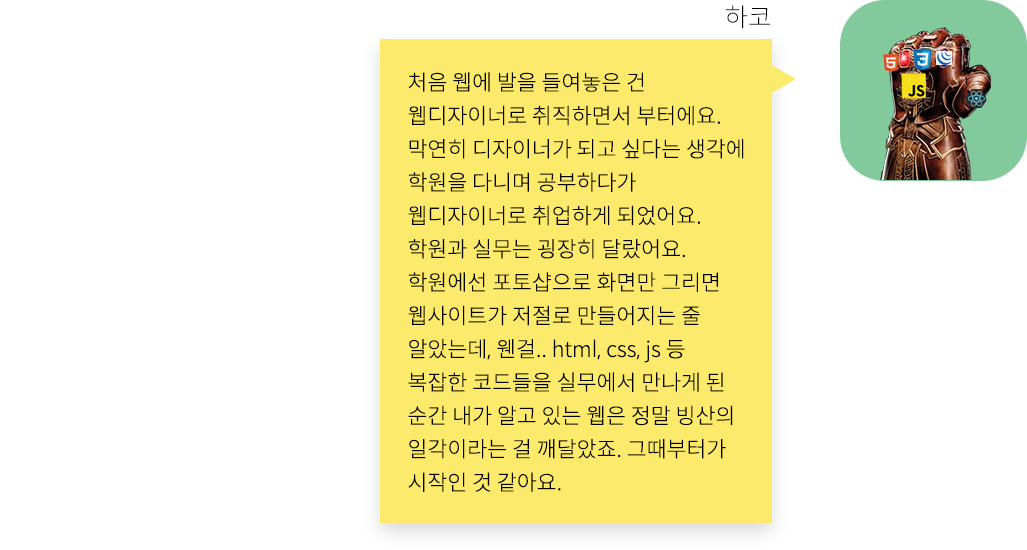 하코
처음 웹에 발을 들여놓은 건
웹디자이너로 취직하면서 부터에요.
막연히 디자이너가 되고 싶다는 생각에
학원을 다니며 공부하다가
웹디자이너로 취업하게 되었어요.
학원과 실무는 굉장히 달랐어요.
학원에선 포토샵으로 화면만 그리면
웹사이트가 저절로 만들어지는 줄
알았는데, 웬걸.. html, css, js 등
복잡한 코드들을 실무에서 만나게 된
순간 내가 알고 있는 웹은 정말 빙산의
일각이라는 걸 깨달았죠. 그때부터가
시작인 것 같아요.
5 3
JS